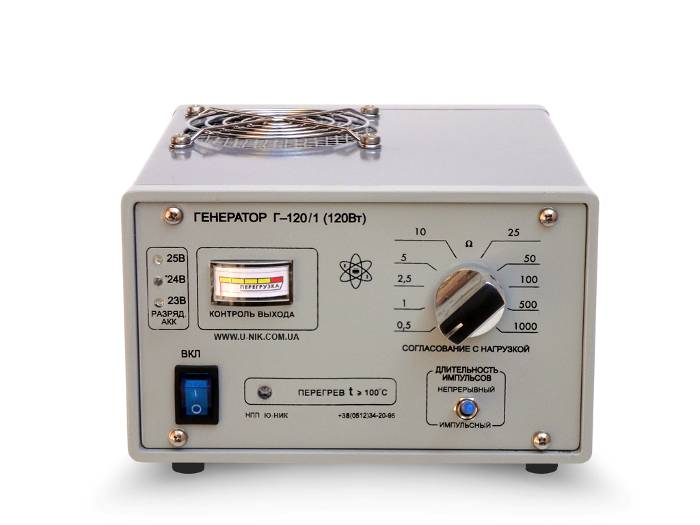 ГЕНЕРАТОР Г–120/1 (120Вт)
25В
24В
23В
РАЗРЯД
АКК
ПЕРЕГРУЗКА
КОНТРОЛЬ ВЫХОДА
WWW.U-NIK.COM.UA
10
Ω
25
5
50
2,5
100
1
500
0,5
1000
СОГЛАСОВАНИЕ С НАГРУЗКОЙ
ВКЛ
ПЕРЕГРЕВ t ≥ 100°С
НПП Ю-НИК
+38(0512)34-20-95
ДЛИТЕЛЬНОСТЬ
ИМПУЛЬСОВ
НЕПРЕРЫВНЫЙ
ИМПУЛЬСНЫЙ